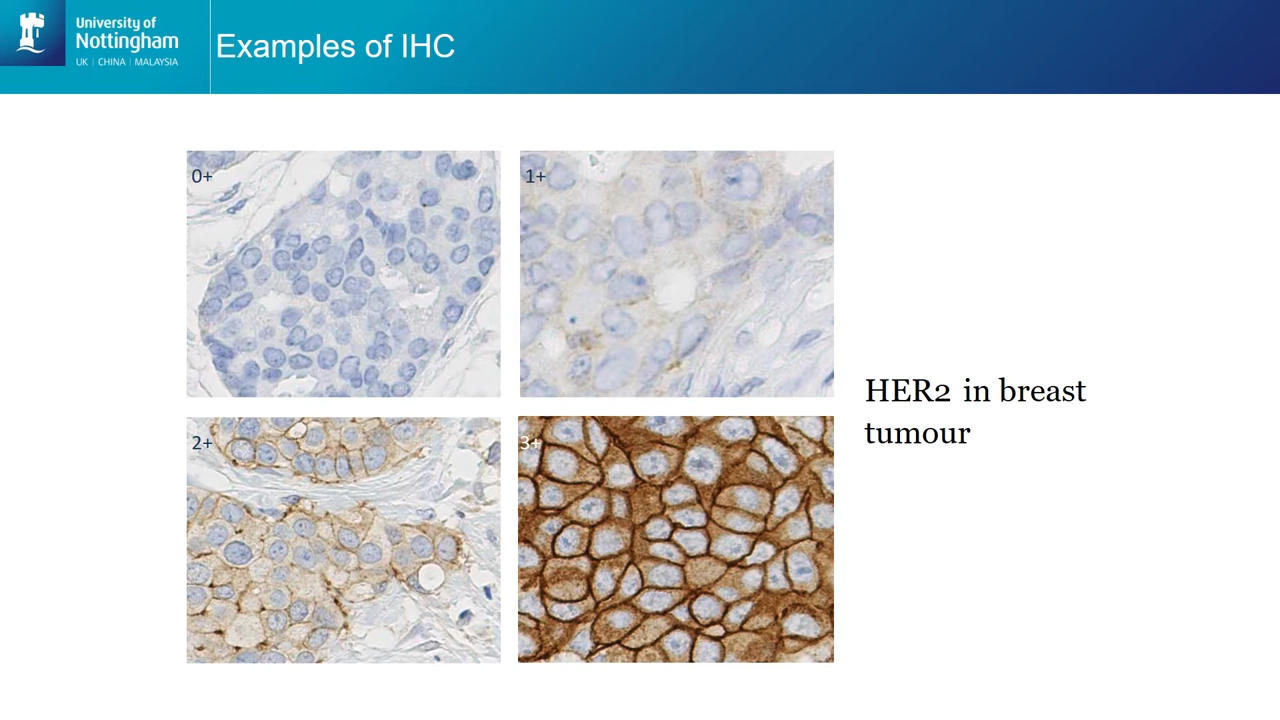 University of
Nottingham
UK | CHINA | MALAYSIA
Examples of IHC
0+
1+
2+
3+
HER2 in breast
tumour